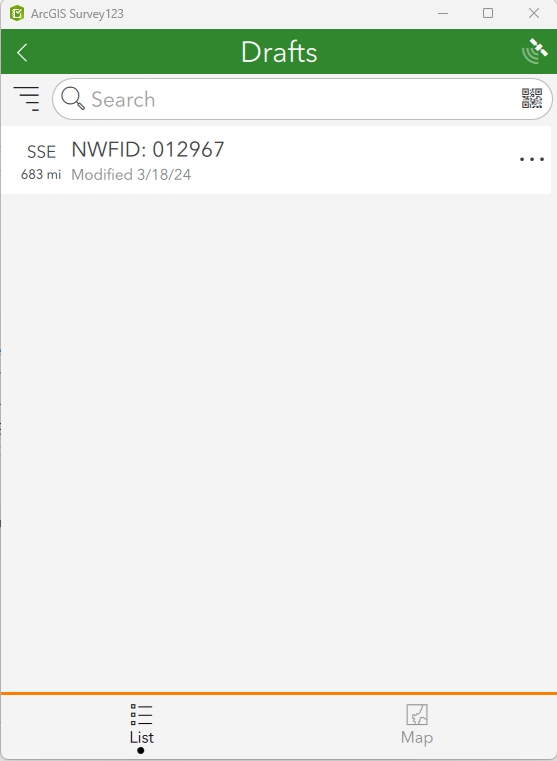 ArcGIS Survey123
Drafts
Search
SSE NWFID: 012967
683 mi Modified 3/18/24
List Map